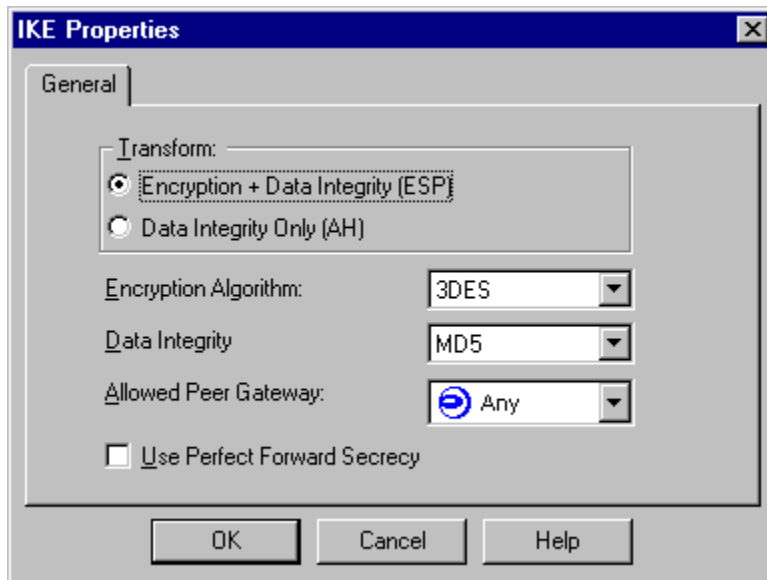 IKE Properties
General
Transform:
Encryption + Data Integrity (ESP)
Data Integrity Only (AH)
Encryption Algorithm: 3DES
Data Integrity MD5
Allowed Peer Gateway: Any
Use Perfect Forward Secrecy
OK Cancel Help